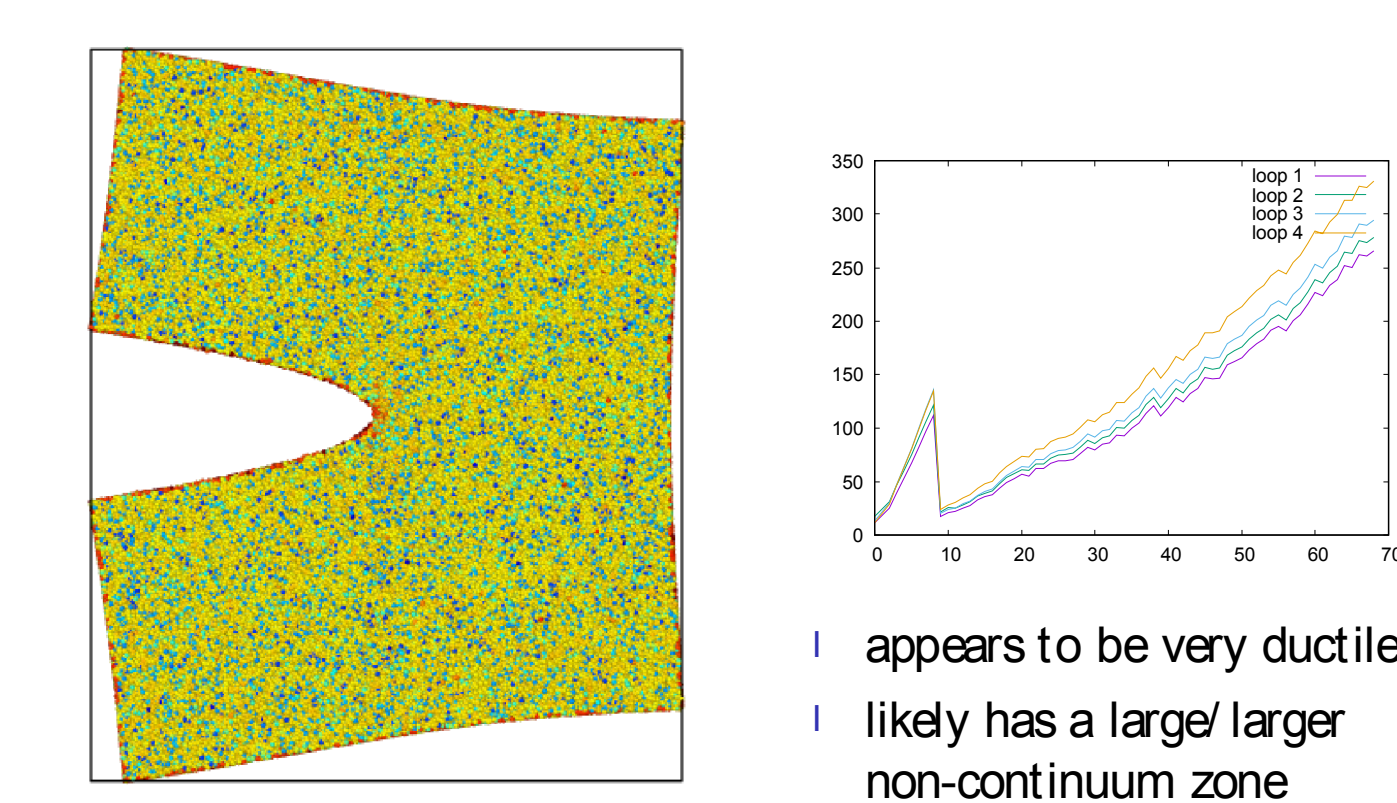 350
300
250
200
150
100
50
0
loop 1
loop 2
loop 3
loop 4
0 10 20 30 40 50 60 70
appears to be very ductile
likely has a large/ larger
non-continuum zone